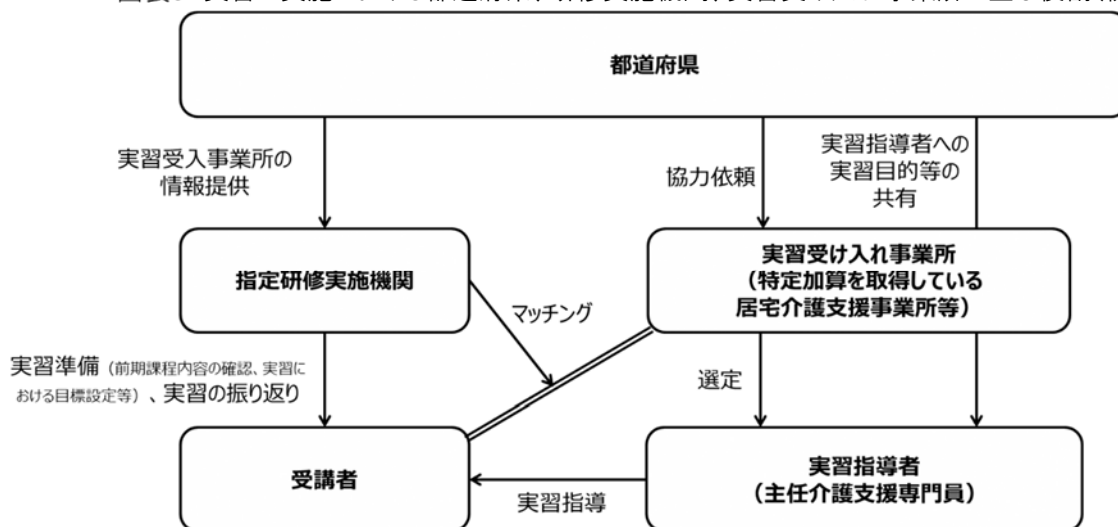 都道府県
実習受入事業所の
情報提供
協力依頼
実習指導者への
実習目的等の
共有
指定研修実施機関
実習受け入れ事業所
（特定加算を取得している
居宅介護支援事業所等）
マッチング
実習準備（前期課程内容の確認、実習に
おける目標設定等）、実習の振り返り
選定
受講者
実習指導
実習指導者
（主任介護支援専門員）